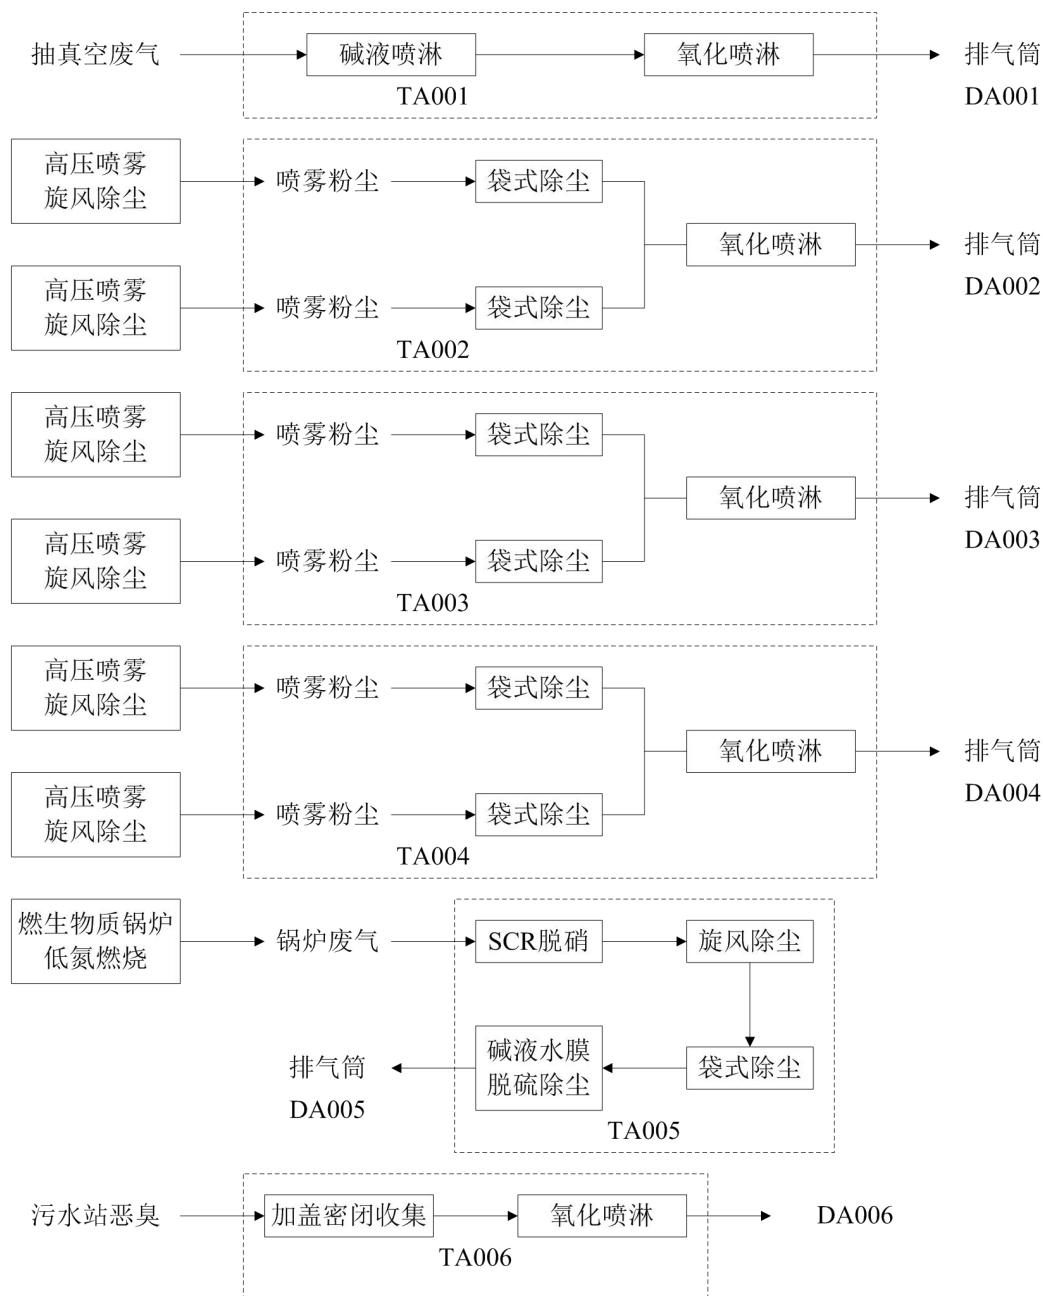 抽真空废气
碱液喷淋
氧化喷淋
排气筒
DA001
TA001
高压喷雾
旋风除尘
喷雾粉尘
袋式除尘
氧化喷淋
排气筒
DA002
高压喷雾
旋风除尘
喷雾粉尘
袋式除尘
TA002
高压喷雾
旋风除尘
喷雾粉尘
袋式除尘
氧化喷淋
排气筒
DA003
高压喷雾
旋风除尘
喷雾粉尘
袋式除尘
TA003
高压喷雾
旋风除尘
喷雾粉尘
袋式除尘
氧化喷淋
排气筒
DA004
高压喷雾
旋风除尘
喷雾粉尘
袋式除尘
TA004
燃生物质锅炉
低氮燃烧
锅炉废气
SCR脱硝
旋风除尘
袋式除尘
碱液水膜
脱硫除尘
排气筒
DA005
TA005
污水站恶臭
加盖密闭收集
氧化喷淋
DA006
TA006